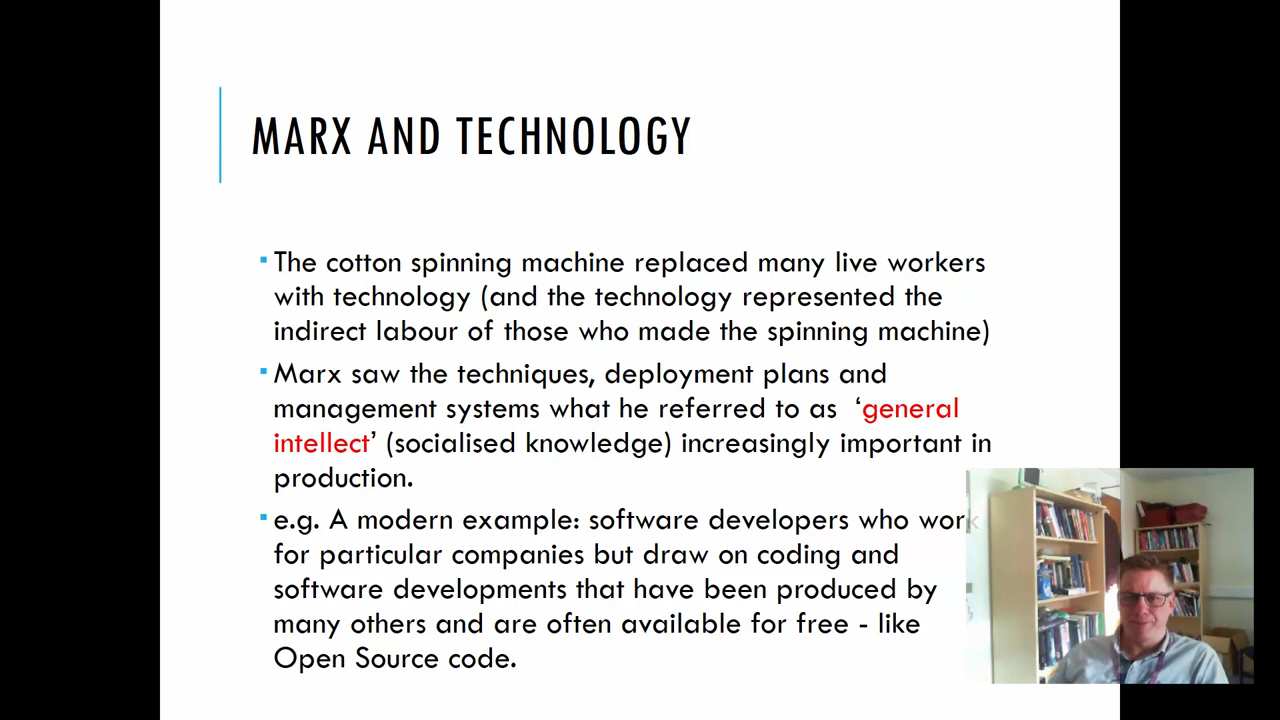 MARX AND TECHNOLOGY
The cotton spinning machine replaced many live workers
with technology (and the technology represented the
indirect labour of those who made the spinning machine)
Marx saw the techniques, deployment plans and
management systems what he referred to as ‘general
intellect’ (socialised knowledge) increasingly important in
production.
e.g. A modern example: software developers who work
for particular companies but draw on coding and
software developments that have been produced by
many others and are often available for free - like
Open Source code.